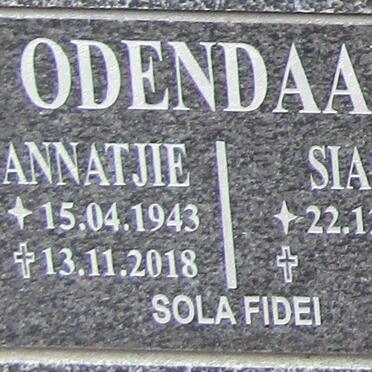 ODENDAA
ANNATJIE SIA
15.04.1943 22.1
13.11.2018
SOLA FIDEI